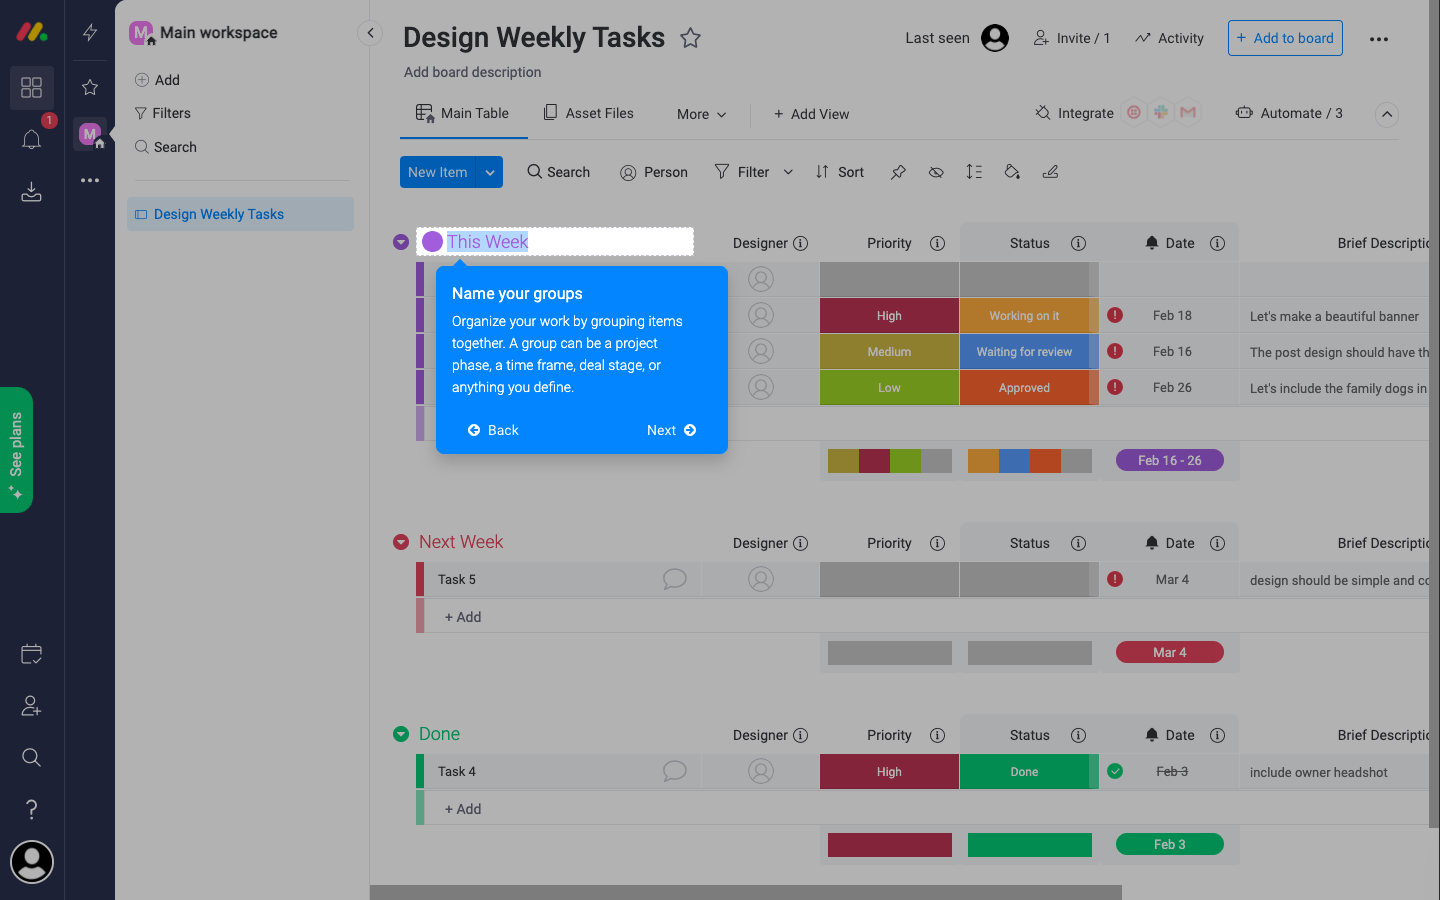 M
Main workspace
Add
Filters
Search
Design Weekly Tasks
1
M
See plans
Design Weekly Tasks
Last seen
Invite / 1
Activity
+ Add to board
Add board description
Main Table
Asset Files
More
+ Add View
Integrate
Automate / 3
New Item
Search
Person
Filter
Sort
This Week
Designer
Priority
Status
Date
Brief Descriptio
Name your groups
Organize your work by grouping items
together. A group can be a project
phase, a time frame, deal stage, or
anything you define.
Back
Next
High
Working on it
Feb 18
Let's make a beautiful banner
Medium
Waiting for review
Feb 16
The post design should have th
Low
Approved
Feb 26
Let's include the family dogs in
Feb 16 - 26
Next Week
Designer
Priority
Status
Date
Brief Descriptio
Task 5
Mar 4
design should be simple and co
+ Add
Mar 4
Done
Designer
Priority
Status
Date
Brief Descriptio
Task 4
High
Done
Feb 3
include owner headshot
+ Add
Feb 3